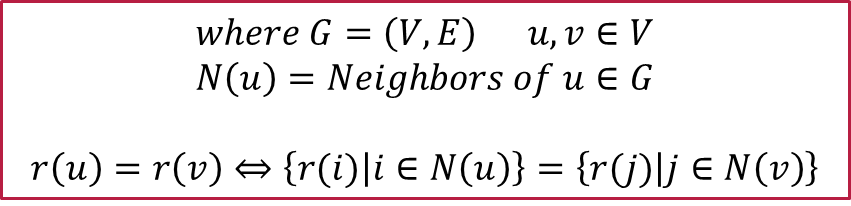 where G = (V, E) u, v ∈ V
N(u) = Neighbors of u ∈ G
r(u) = r(v) ⇔ {r(i)|i ∈ N(u)} = {r(j)|j ∈ N(v)}